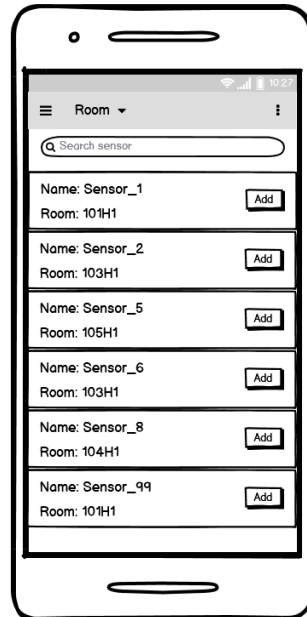 10:27
Room
Search sensor
Name: Sensor_1
Room: 101H1
Add
Name: Sensor_2
Room: 103H1
Add
Name: Sensor_5
Room: 105H1
Add
Name: Sensor_6
Room: 103H1
Add
Name: Sensor_8
Room: 104H1
Add
Name: Sensor_99
Room: 101H1
Add